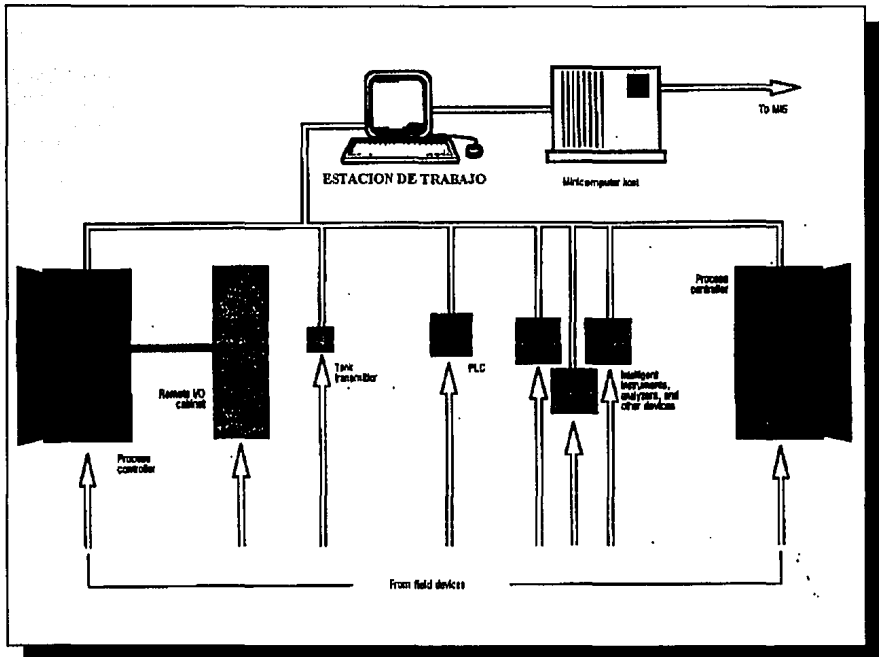 To MIS
ESTACION DE TRABAJO
Minicomputer host
Process
controller
Tank
transmitter
PLC
Remote I/O
cabinet
Intelligent
instruments,
analyzers, and
other devices
Process
controller
From field devices